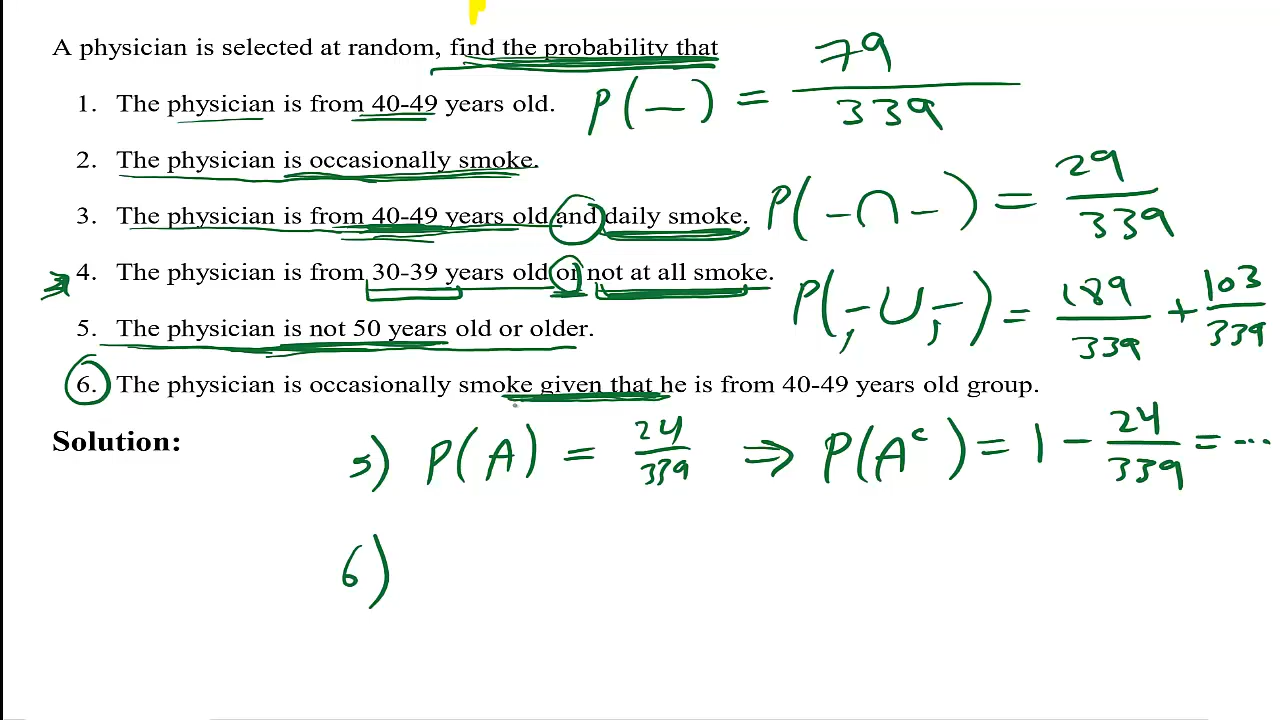 A physician is selected at random, find the probability that
79
1. The physician is from 40-49 years old. P( – ) = ―
339
2. The physician is occasionally smoke.
29
3. The physician is from 40-49 years old and daily smoke. P( – ∩ – ) = ―
339
4. The physician is from 30-39 years old or not at all smoke. P( – ∪ – ) = 189/339 + 103/339
5. The physician is not 50 years old or older.
6. The physician is occasionally smoke given that he is from 40-49 years old group.
Solution:
5) P(A) = 24/339 ⇒ P(Aᶜ) = 1 – 24/339 = ...
6)